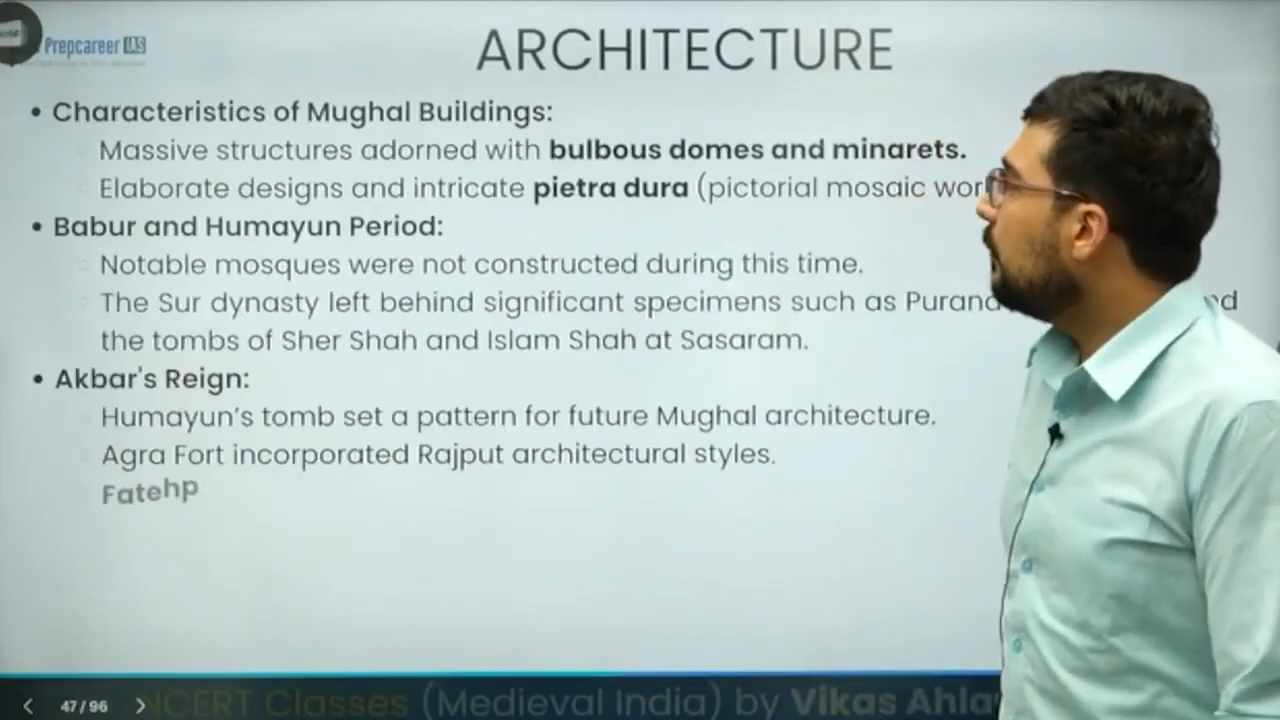 Prepcareer IAS
ARCHITECTURE
• Characteristics of Mughal Buildings:
Massive structures adorned with bulbous domes and minarets.
Elaborate designs and intricate pietra dura (pictorial mosaic wor
• Babur and Humayun Period:
Notable mosques were not constructed during this time.
The Sur dynasty left behind significant specimens such as Purana
the tombs of Sher Shah and Islam Shah at Sasaram.
• Akbar's Reign:
Humayun's tomb set a pattern for future Mughal architecture.
Agra Fort incorporated Rajput architectural styles.
Fatehp
47 / 96
NCERT Classes (Medieval India) by Vikas Ahla